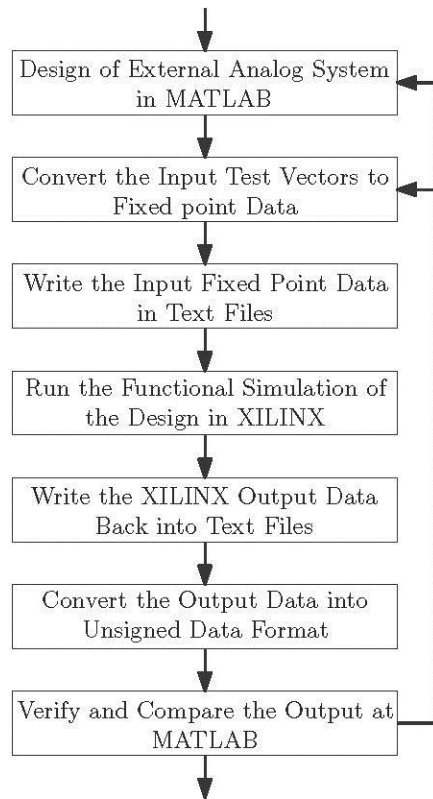 Design of External Analog System
in MATLAB
Convert the Input Test Vectors to
Fixed point Data
Write the Input Fixed Point Data
in Text Files
Run the Functional Simulation of
the Design in XILINX
Write the XILINX Output Data
Back into Text Files
Convert the Output Data into
Unsigned Data Format
Verify and Compare the Output at
MATLAB